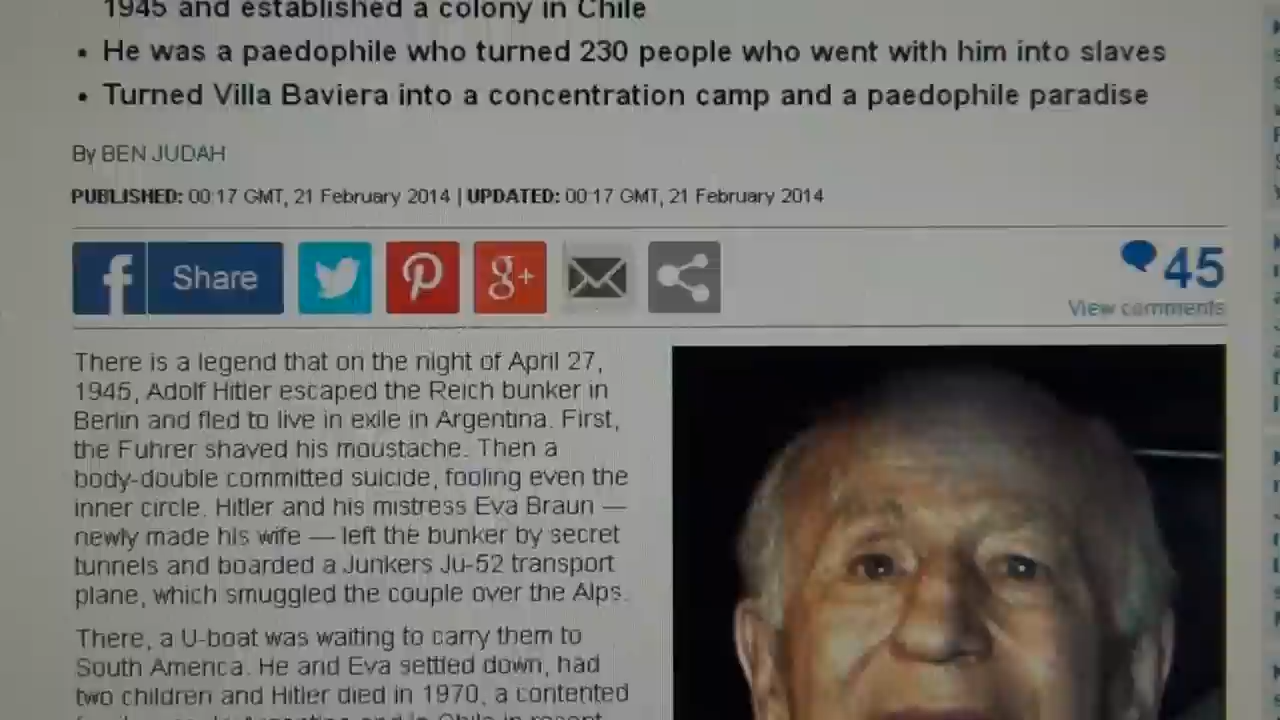 1945 and established a colony in Chile
• He was a paedophile who turned 230 people who went with him into slaves
• Turned Villa Baviera into a concentration camp and a paedophile paradise
By BEN JUDAH
PUBLISHED: 00:17 GMT, 21 February 2014 | UPDATED: 00:17 GMT, 21 February 2014
f Share
g+
45
View comments
There is a legend that on the night of April 27,
1945, Adolf Hitler escaped the Reich bunker in
Berlin and fled to live in exile in Argentina. First,
the Fuhrer shaved his moustache. Then a
body-double committed suicide, fooling even the
inner circle. Hitler and his mistress Eva Braun —
newly made his wife — left the bunker by secret
tunnels and boarded a Junkers Ju-52 transport
plane, which smuggled the couple over the Alps.
There, a U-boat was waiting to carry them to
South America. He and Eva settled down, had
two children and Hitler died in 1970, a contented